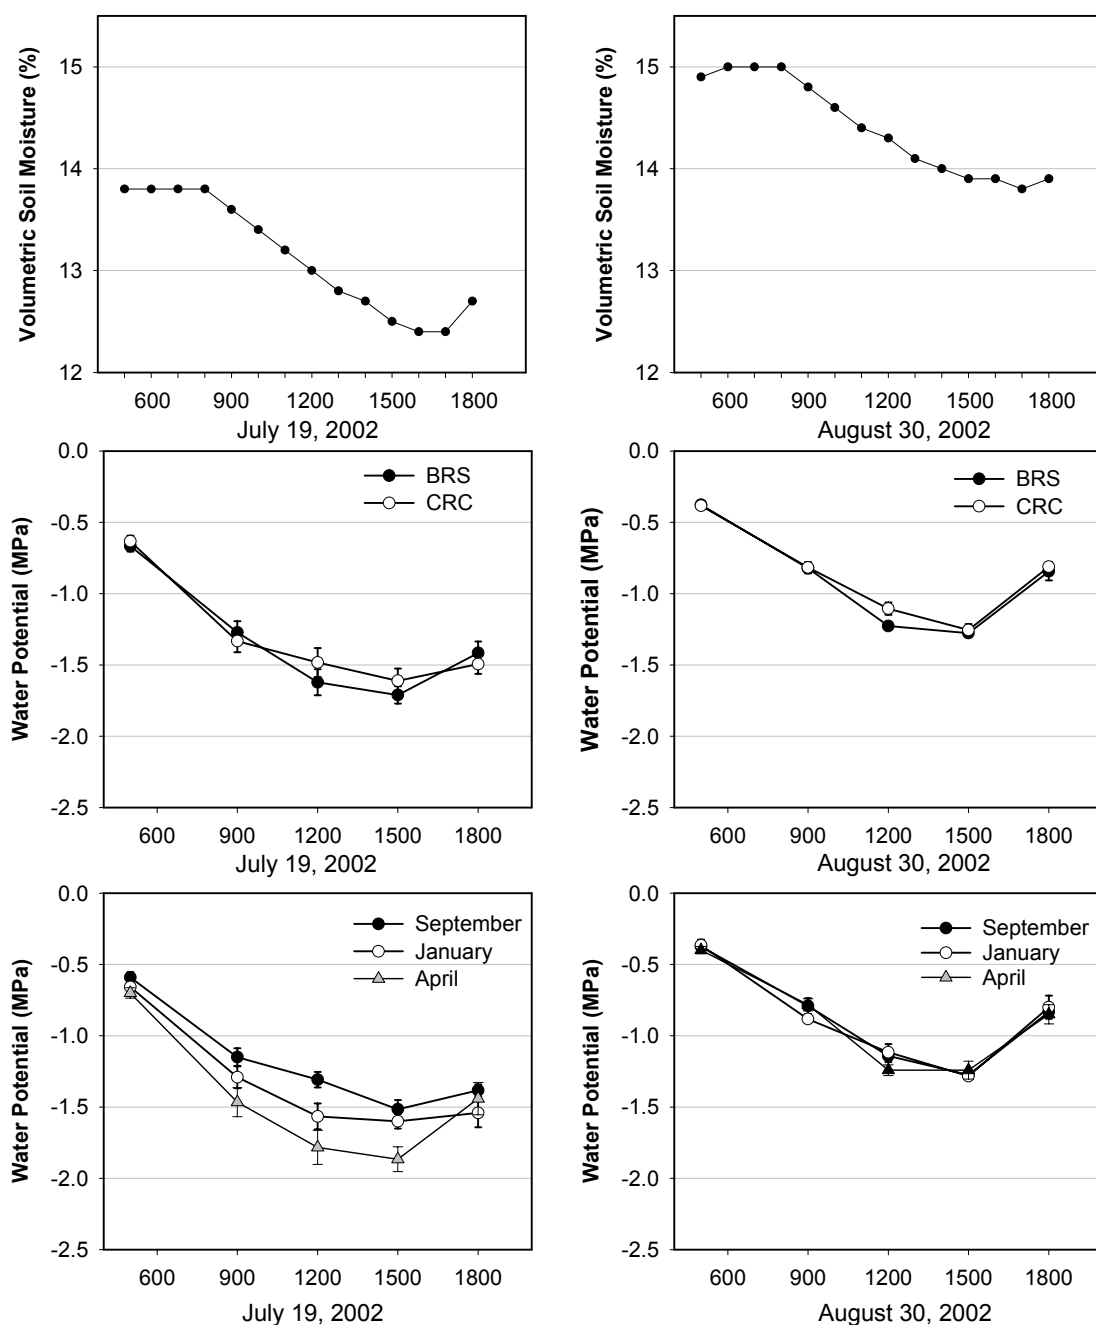 Volumetric Soil Moisture (%)
15
14
13
12
600 900 1200 1500 1800
July 19, 2002
Volumetric Soil Moisture (%)
15
14
13
12
600 900 1200 1500 1800
August 30, 2002
Water Potential (MPa)
0.0
-0.5
-1.0
-1.5
-2.0
-2.5
BRS
CRC
600 900 1200 1500 1800
July 19, 2002
Water Potential (MPa)
0.0
-0.5
-1.0
-1.5
-2.0
-2.5
BRS
CRC
600 900 1200 1500 1800
August 30, 2002
Water Potential (MPa)
0.0
-0.5
-1.0
-1.5
-2.0
-2.5
September
January
April
600 900 1200 1500 1800
July 19, 2002
Water Potential (MPa)
0.0
-0.5
-1.0
-1.5
-2.0
-2.5
September
January
April
600 900 1200 1500 1800
August 30, 2002